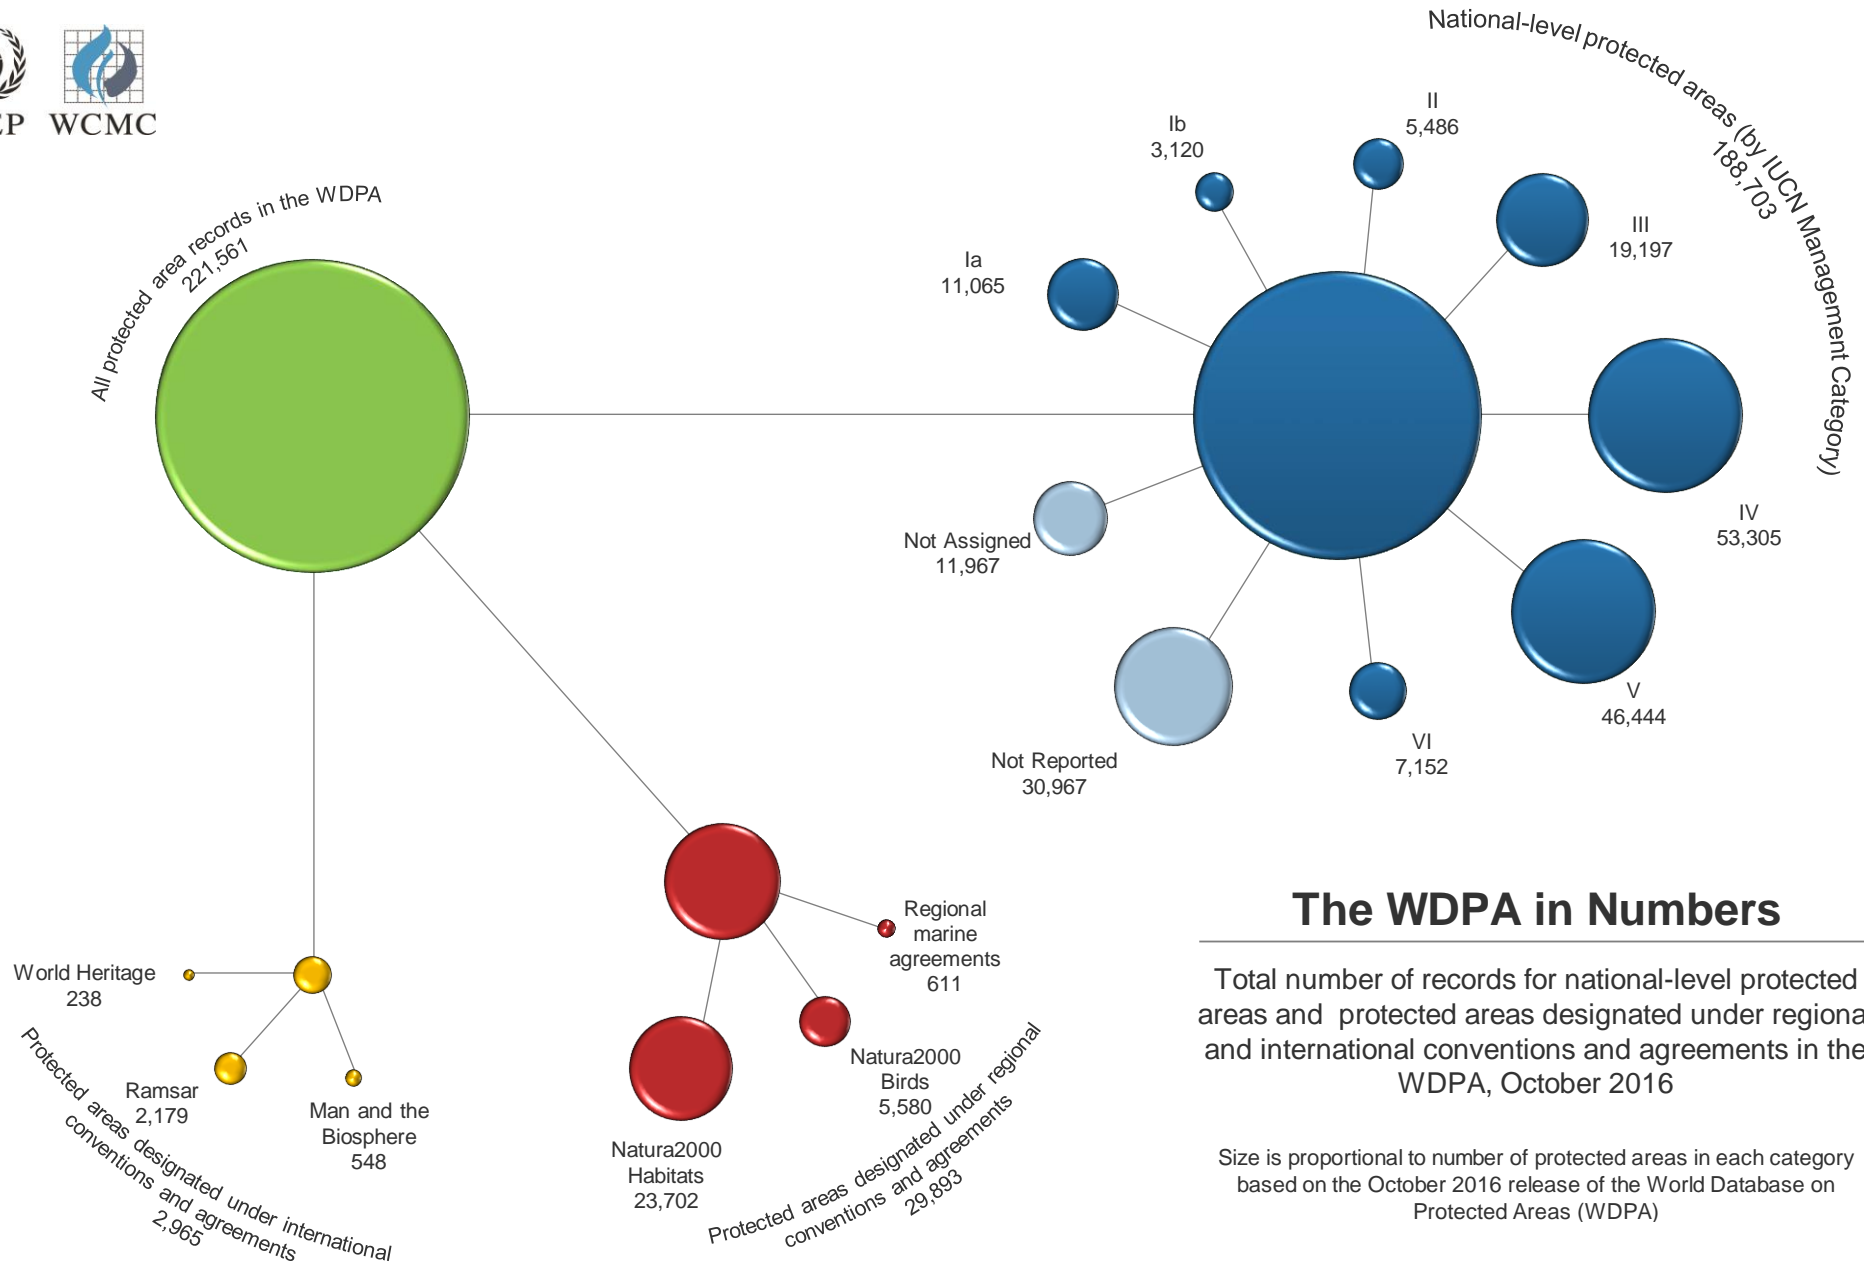 EP WCMC
All protected area records in the WDPA
221,561
National-level protected areas (by IUCN Management Category)
188,703
Ia
11,065
Ib
3,120
II
5,486
III
19,197
IV
53,305
V
46,444
VI
7,152
Not Reported
30,967
Not Assigned
11,967
World Heritage
238
Ramsar
2,179
Man and the
Biosphere
548
Protected areas designated under international
conventions and agreements
2,965
Regional
marine
agreements
611
Natura2000
Birds
5,580
Natura2000
Habitats
23,702
Protected areas designated under regional
conventions and agreements
29,893
The WDPA in Numbers
Total number of records for national-level protected
areas and protected areas designated under regiona
and international conventions and agreements in the
WDPA, October 2016
Size is proportional to number of protected areas in each category
based on the October 2016 release of the World Database on
Protected Areas (WDPA)